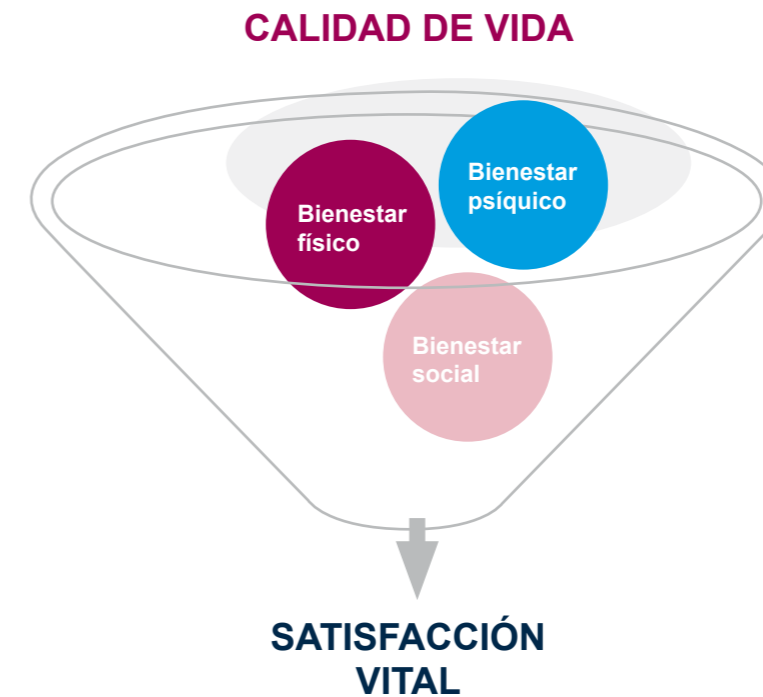 CALIDAD DE VIDA
Bienestar
físico
Bienestar
psíquico
Bienestar
social
SATISFACCIÓN
VITAL